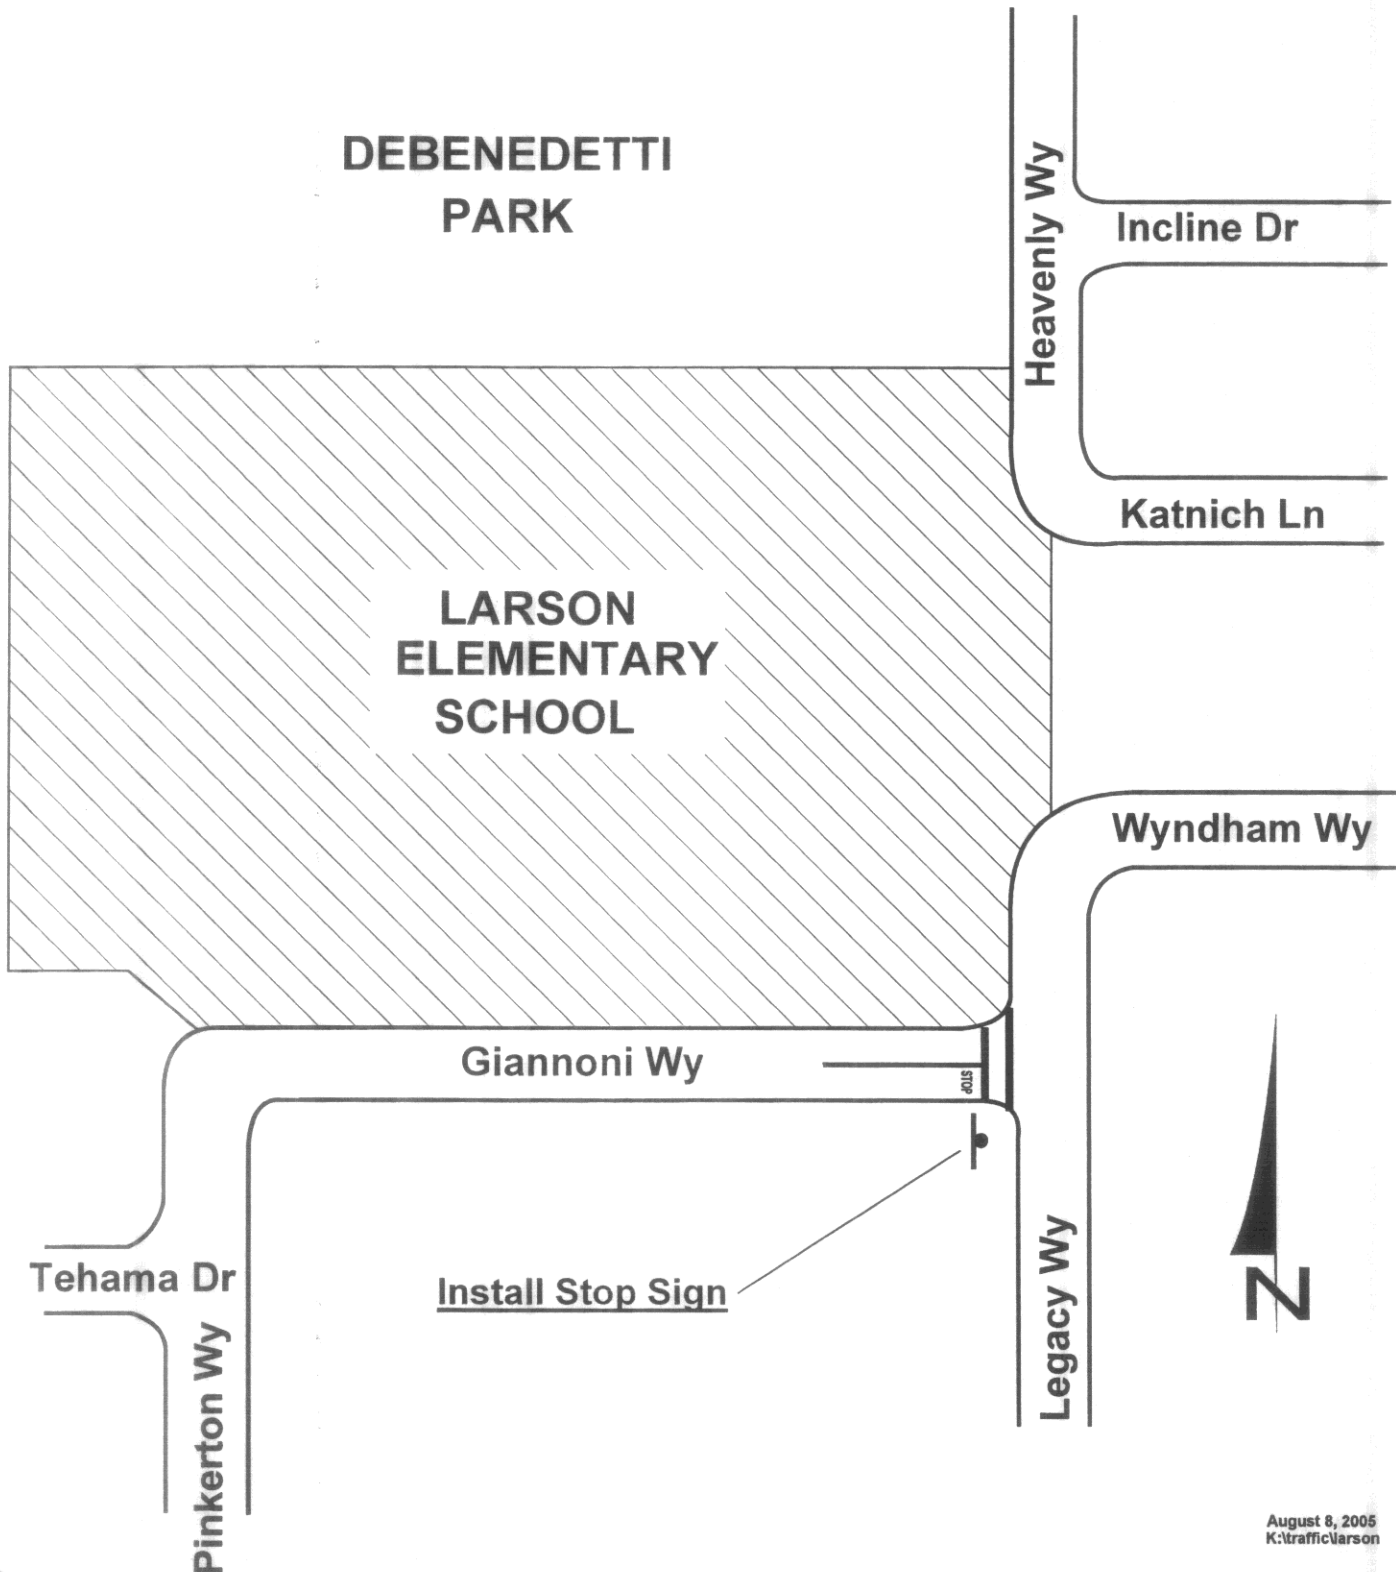 DEBENEDETTI
PARK
Heavenly Wy
Incline Dr
Katnich Ln
LARSON
ELEMENTARY
SCHOOL
Wyndham Wy
Giannoni Wy
STOP
Tehama Dr
Install Stop Sign
Legacy Wy
N
Pinkerton Wy
August 8, 2005
K:\traffic\larson